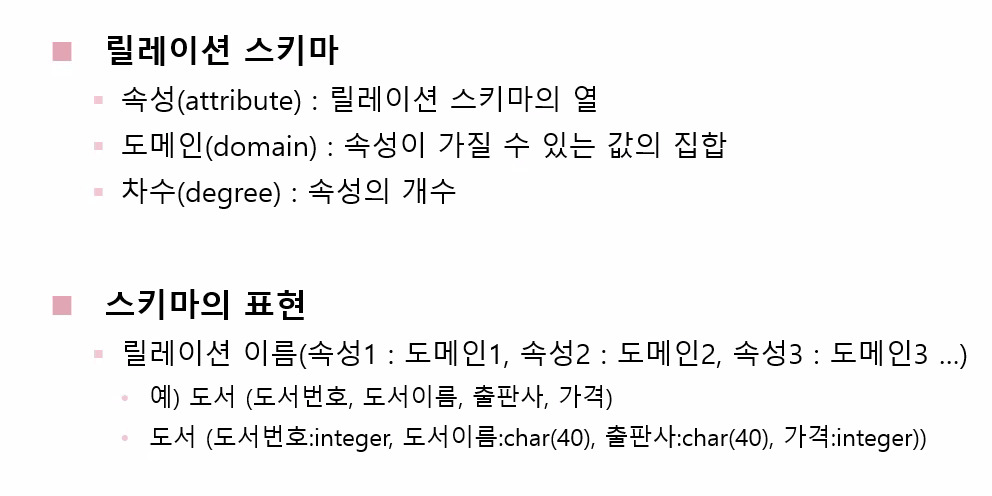 릴레이션 스키마
속성(attribute) : 릴레이션 스키마의 열
도메인(domain) : 속성이 가질 수 있는 값의 집합
차수(degree) : 속성의 개수
스키마의 표현
릴레이션 이름(속성1 : 도메인1, 속성2 : 도메인2, 속성3 : 도메인3 …)
예) 도서 (도서번호, 도서이름, 출판사, 가격)
도서 (도서번호:integer, 도서이름:char(40), 출판사:char(40), 가격:integer))